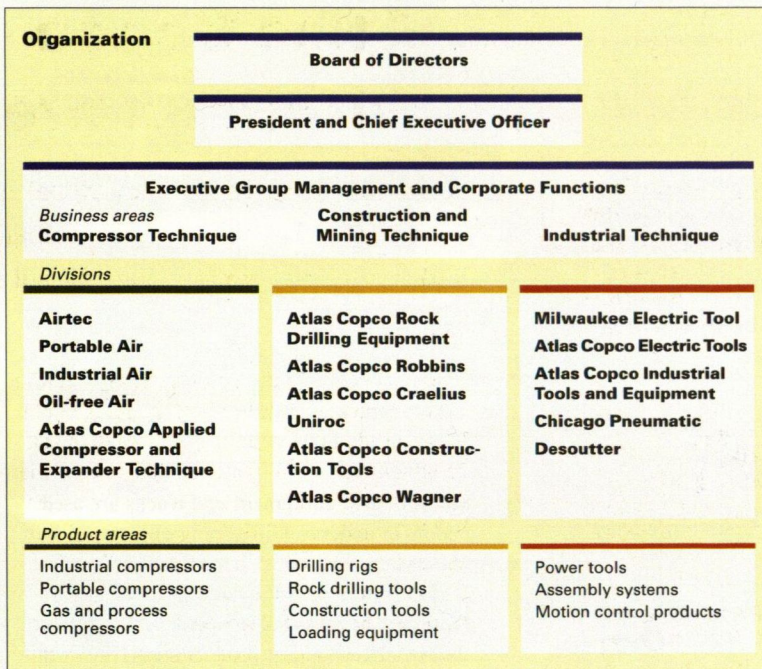 Organization
Board of Directors
President and Chief Executive Officer
Executive Group Management and Corporate Functions
Business areas
Compressor Technique
Construction and
Mining Technique
Industrial Technique
Divisions
Airtec
Portable Air
Industrial Air
Oil-free Air
Atlas Copco Applied
Compressor and
Expander Technique
Atlas Copco Rock
Drilling Equipment
Atlas Copco Robbins
Atlas Copco Craelius
Uniroc
Atlas Copco Construc-
tion Tools
Atlas Copco Wagner
Milwaukee Electric Tool
Atlas Copco Electric Tools
Atlas Copco Industrial
Tools and Equipment
Chicago Pneumatic
Desoutter
Product areas
Industrial compressors
Portable compressors
Gas and process
compressors
Drilling rigs
Rock drilling tools
Construction tools
Loading equipment
Power tools
Assembly systems
Motion control products